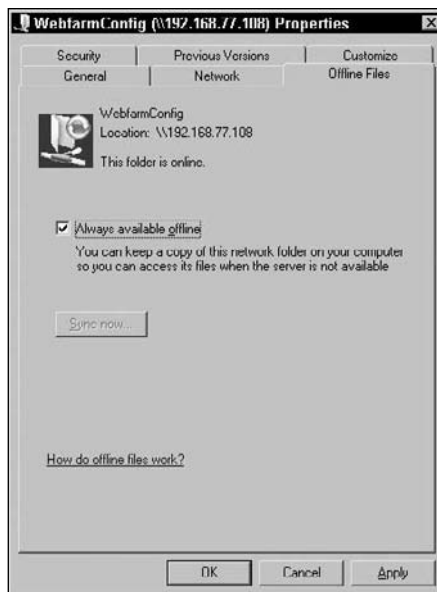 WebfarmConfig (\\192.168.77.108) Properties
Security Previous Versions Customize
General Network Offline Files
WebfarmConfig
Location: \\192.168.77.108
This folder is online.
Always available offline
You can keep a copy of this network folder on your computer
so you can access its files when the server is not available
Sync now...
How do offline files work?
OK Cancel Apply